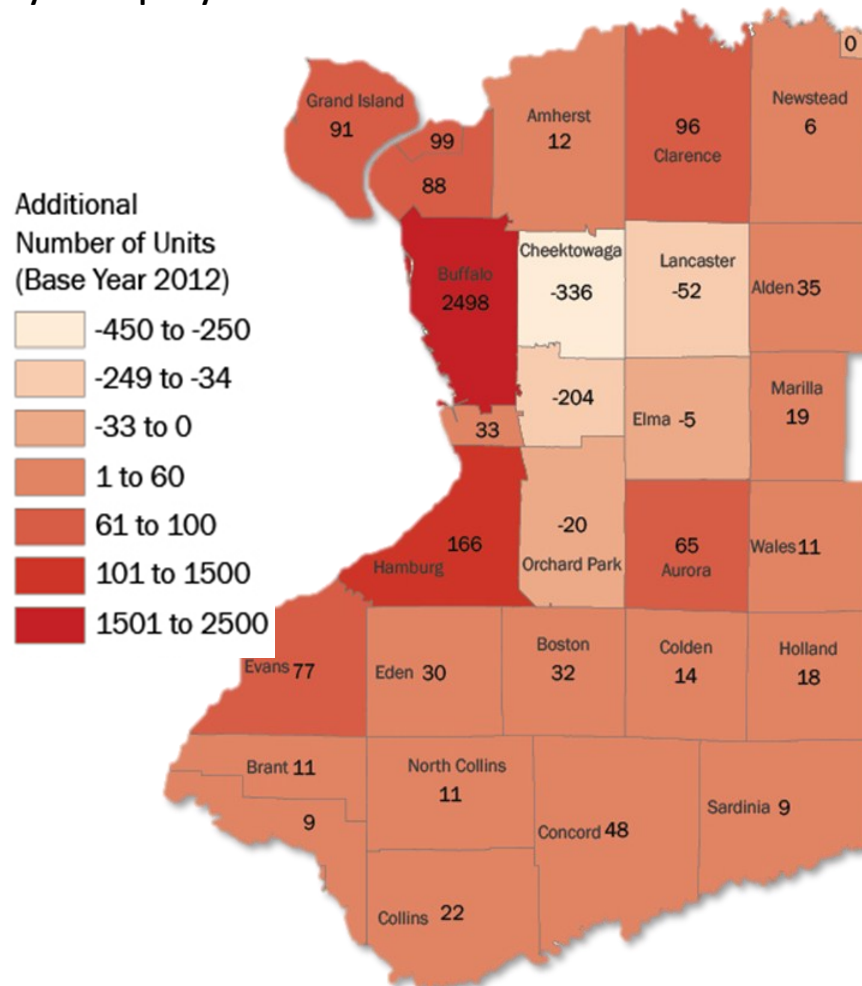 Grand Island
91
99
88
Amherst
12
96
Clarence
0
Newstead
6
Additional
Number of Units
(Base Year 2012)
-450 to -250
-249 to -34
-33 to 0
1 to 60
61 to 100
101 to 1500
1501 to 2500
Buffalo
2498
Cheektowaga
-336
Lancaster
-52
Alden 35
-204
33
Elma -5
Marilla
19
166
Hamburg
-20
Orchard Park
65
Aurora
Wales 11
Evans 77
Eden 30
Boston
32
Colden
14
Holland
18
Brant 11
9
North Collins
11
Concord 48
Sardinia 9
Collins 22